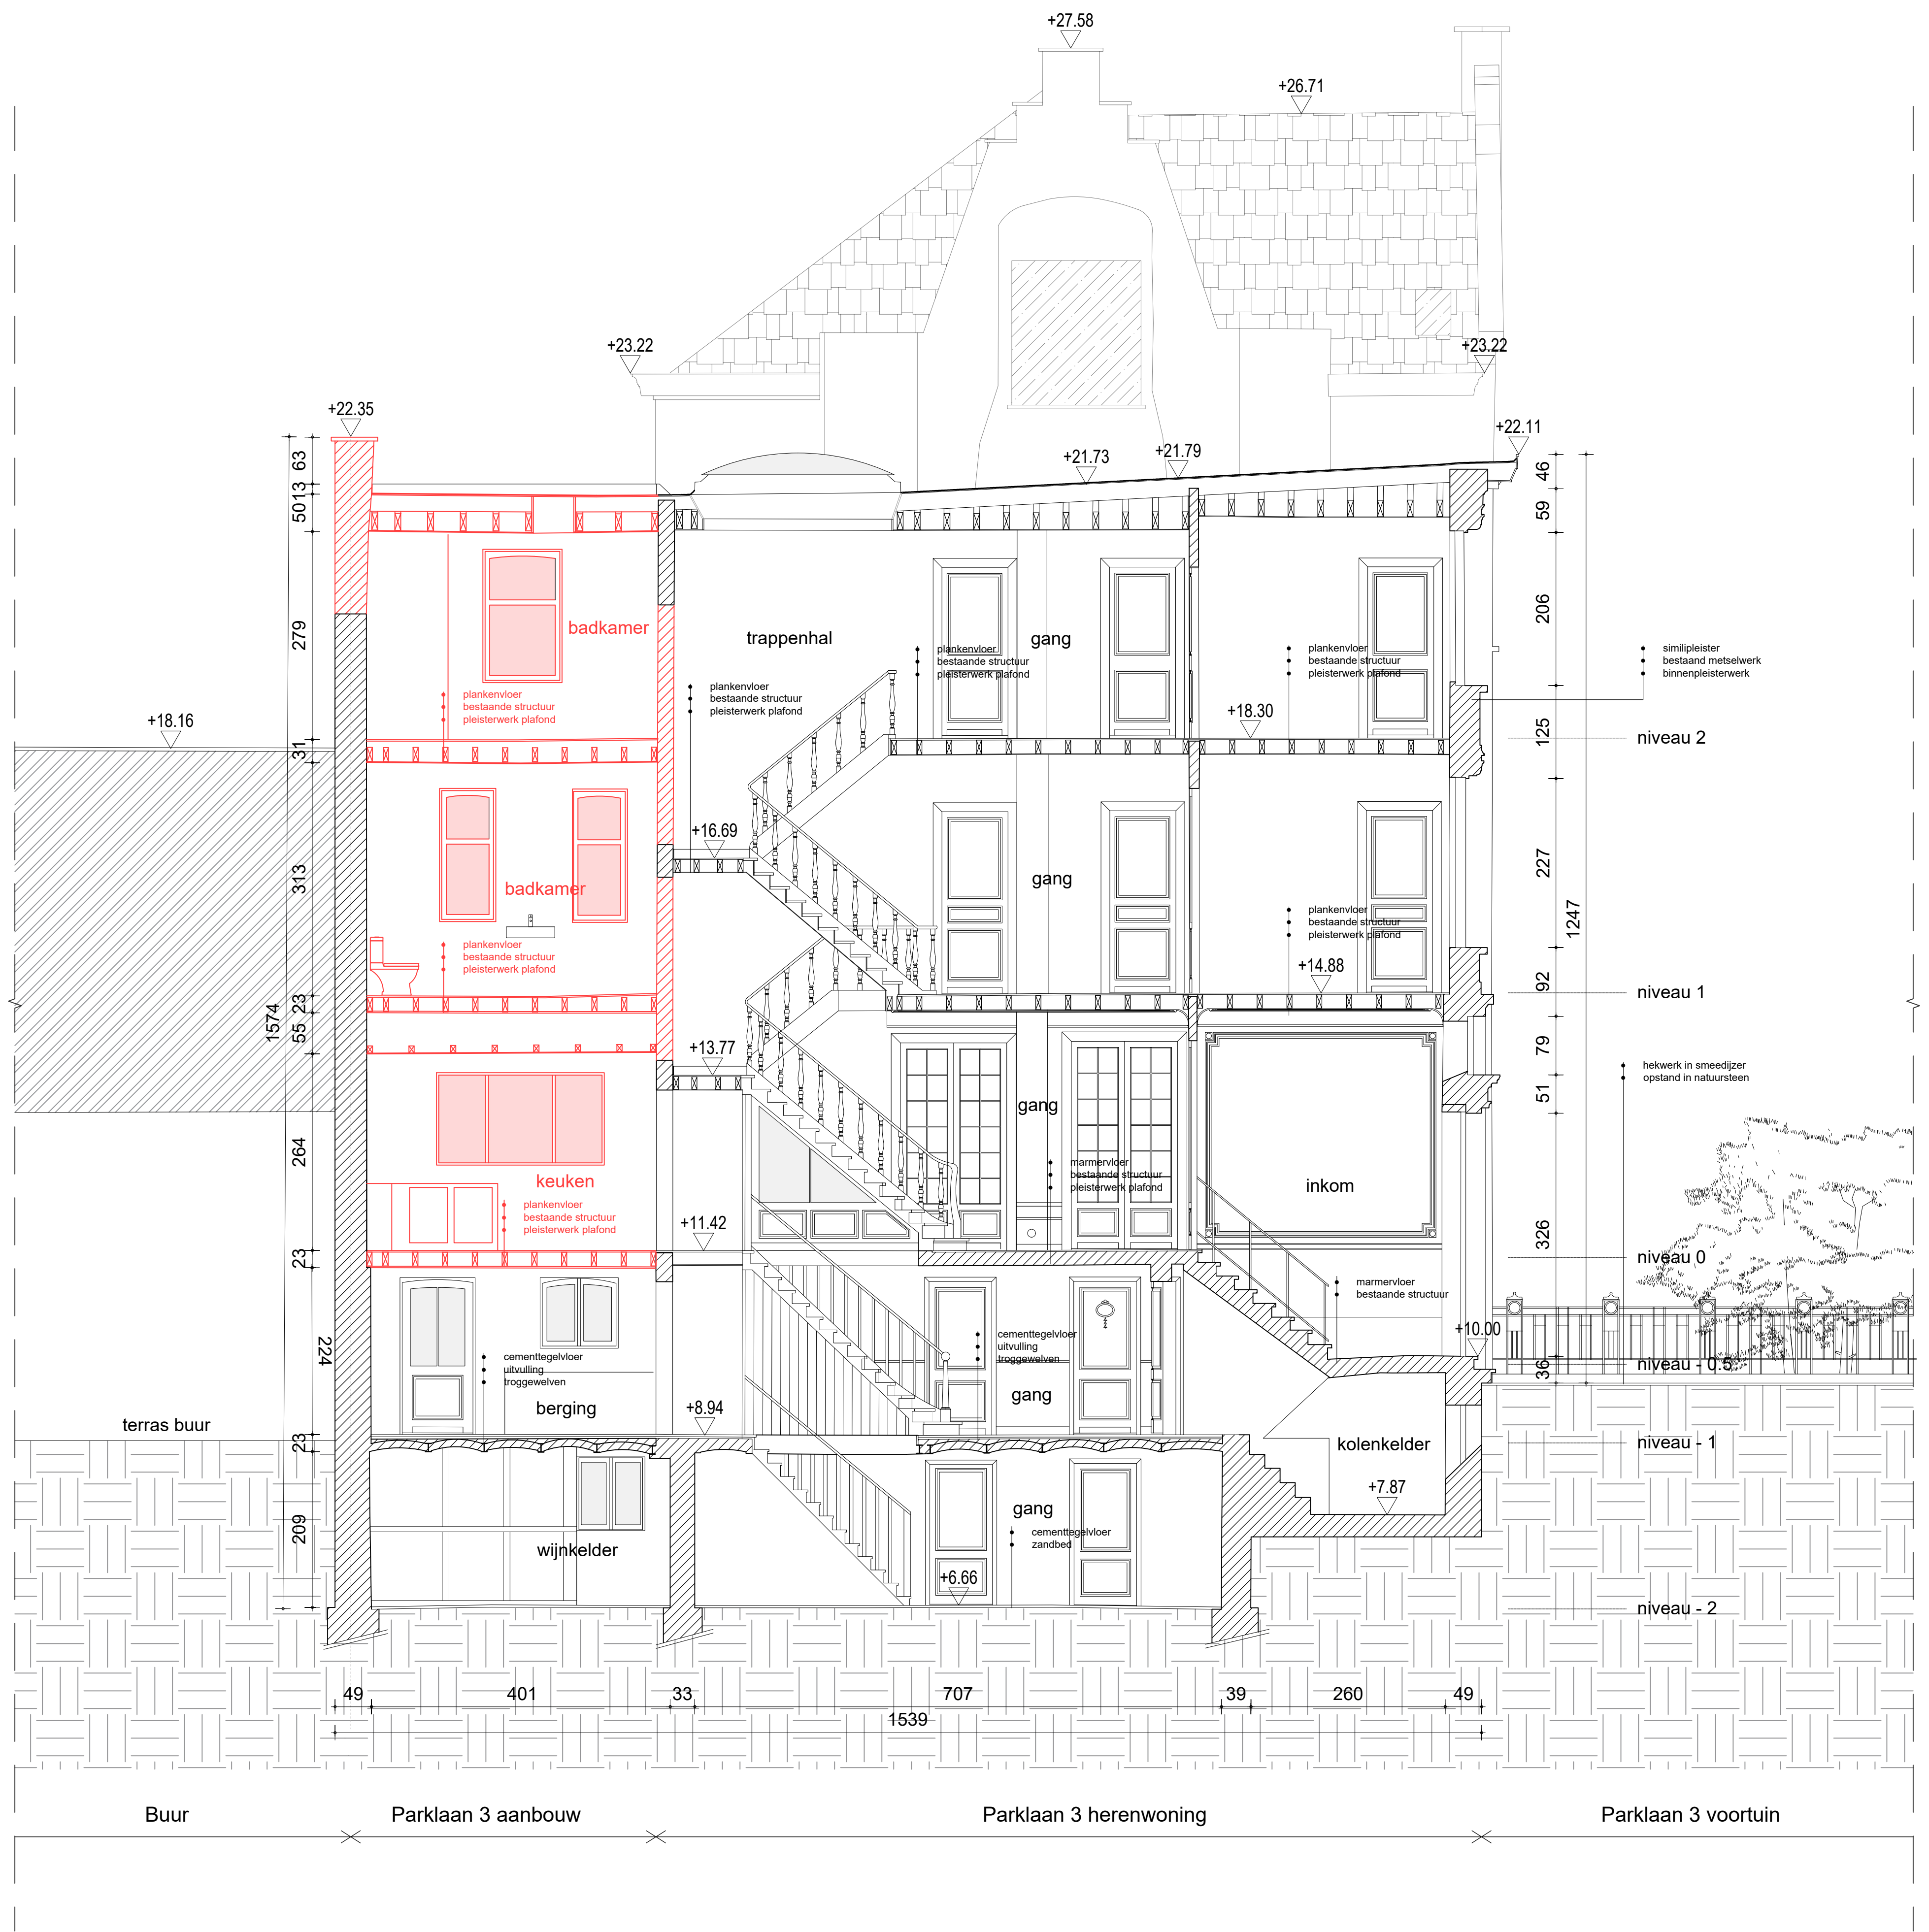 +27.58
+26.71
+23.22
+23.22
+22.35
+22.11
+21.79
+21.73
63
13
50
46
59
279
206
badkamer
trappenhal
gang
plankenvloer
bestaande structuur
pleisterwerk plafond
plankenvloer
bestaande structuur
pleisterwerk plafond
plankenvloer
bestaande structuur
pleisterwerk plafond
plankenvloer
bestaande structuur
pleisterwerk plafond
similipleister
bestaand metselwerk
binnenpleisterwerk
+18.16
+18.30
31
125
niveau 2
+16.69
313
badkamer
gang
227
1247
plankenvloer
bestaande structuur
pleisterwerk plafond
plankenvloer
bestaande structuur
pleisterwerk plafond
+14.88
23
92
niveau 1
1574
55
+13.77
79
51
hekwerk in smeedijzer
opstand in natuursteen
gang
264
keuken
plankenvloer
bestaande structuur
pleisterwerk plafond
marmervloer
bestaande structuur
pleisterwerk plafond
inkom
+11.42
23
326
niveau 0
marmervloer
bestaande structuur
224
cementtegelvloer
uitvulling
troggewelven
cementtegelvloer
uitvulling
troggewelven
+10.00
36
niveau - 0.5
berging
gang
+8.94
terras buur
23
kolenkelder
niveau - 1
+7.87
209
wijnkelder
gang
cementtegelvloer
zandbed
+6.66
niveau - 2
49
401
33
707
39
260
49
1539
Buur
Parklaan 3 aanbouw
Parklaan 3 herenwoning
Parklaan 3 voortuin